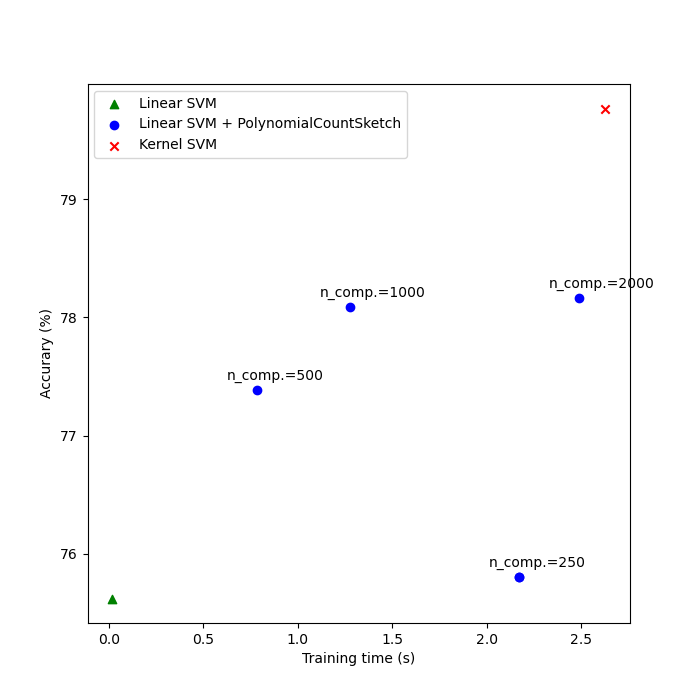 Linear SVM
Linear SVM + PolynomialCountSketch
Kernel SVM
79
n_comp.=2000
n_comp.=1000
78
n_comp.=500
77
n_comp.=250
76
Accurary (%)
0.0 0.5 1.0 1.5 2.0 2.5
Training time (s)